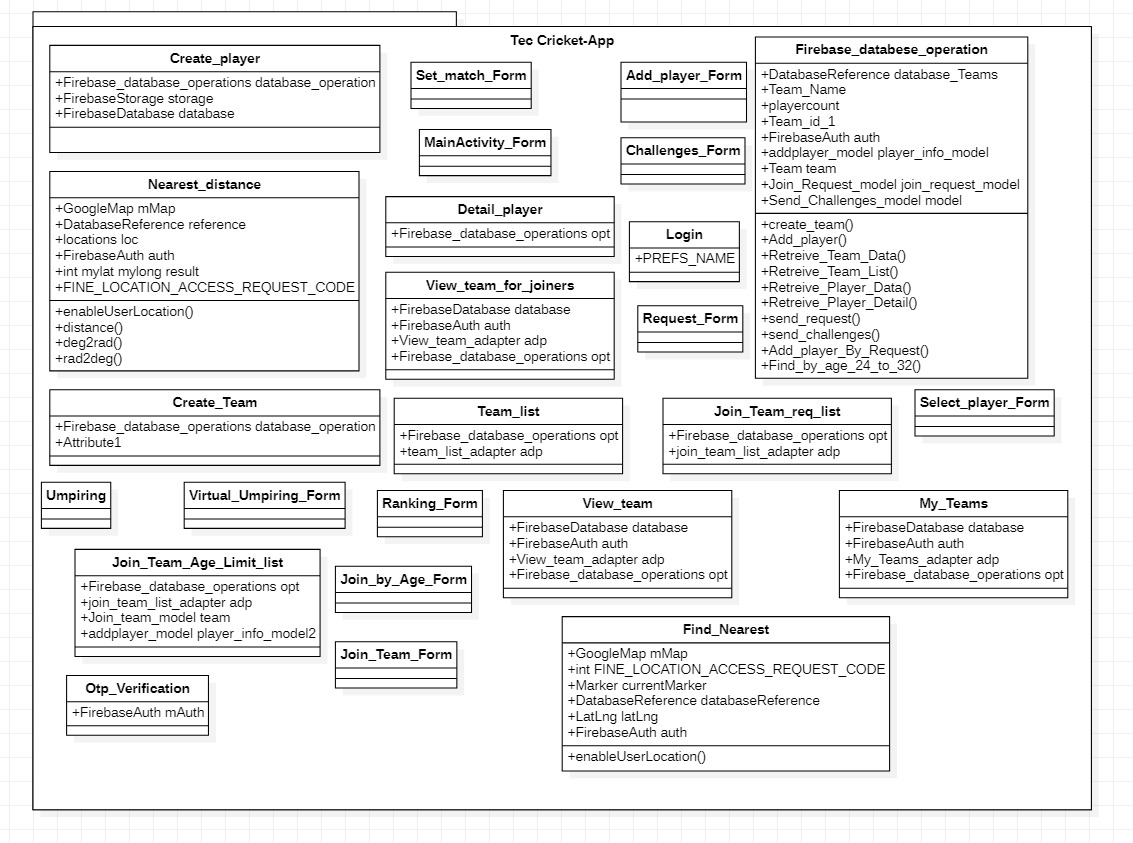 Tec Cricket-App
Create_player
+Firebase_database_operations database_operation
+FirebaseStorage storage
+FirebaseDatabase database
Set_match_Form
Add_player_Form
Firebase_databese_operation
+DatabaseReference database_Teams
+Team_Name
+playercount
+Team_id_1
+FirebaseAuth auth
+addplayer_model player_info_model
+Team team
+Join_Request_model join_request_model
+Send_Challenges_model model
+create_team()
+Add_player()
+Retreive_Team_Data()
+Retreive_Team_List()
+Retreive_Player_Data()
+Retreive_Player_Detail()
+send_request()
+send_challenges()
+Add_player_By_Request()
+Find_by_age_24_to_32()
MainActivity_Form
Challenges_Form
Nearest_distance
+GoogleMap mMap
+DatabaseReference reference
+locations loc
+FirebaseAuth auth
+int mylat mylong result
+FINE_LOCATION_ACCESS_REQUEST_CODE
+enableUserLocation()
+distance()
+deg2rad()
+rad2deg()
Detail_player
+Firebase_database_operations opt
Login
+PREFS_NAME
View_team_for_joiners
+FirebaseDatabase database
+FirebaseAuth auth
+View_team_adapter adp
+Firebase_database_operations opt
Request_Form
Create_Team
+Firebase_database_operations database_operation
+Attribute1
Team_list
+Firebase_database_operations opt
+team_list_adapter adp
Join_Team_req_list
+Firebase_database_operations opt
+join_team_list_adapter adp
Select_player_Form
Umpiring
Virtual_Umpiring_Form
Ranking_Form
View_team
+FirebaseDatabase database
+FirebaseAuth auth
+View_team_adapter adp
+Firebase_database_operations opt
My_Teams
+FirebaseDatabase database
+FirebaseAuth auth
+My_Teams_adapter adp
+Firebase_database_operations opt
Join_Team_Age_Limit_list
+Firebase_database_operations opt
+join_team_list_adapter adp
+Join_team_model team
+addplayer_model player_info_model2
Join_by_Age_Form
Join_Team_Form
Find_Nearest
+GoogleMap mMap
+int FINE_LOCATION_ACCESS_REQUEST_CODE
+Marker currentMarker
+DatabaseReference databaseReference
+LatLng latLng
+FirebaseAuth auth
+enableUserLocation()
Otp_Verification
+FirebaseAuth mAuth